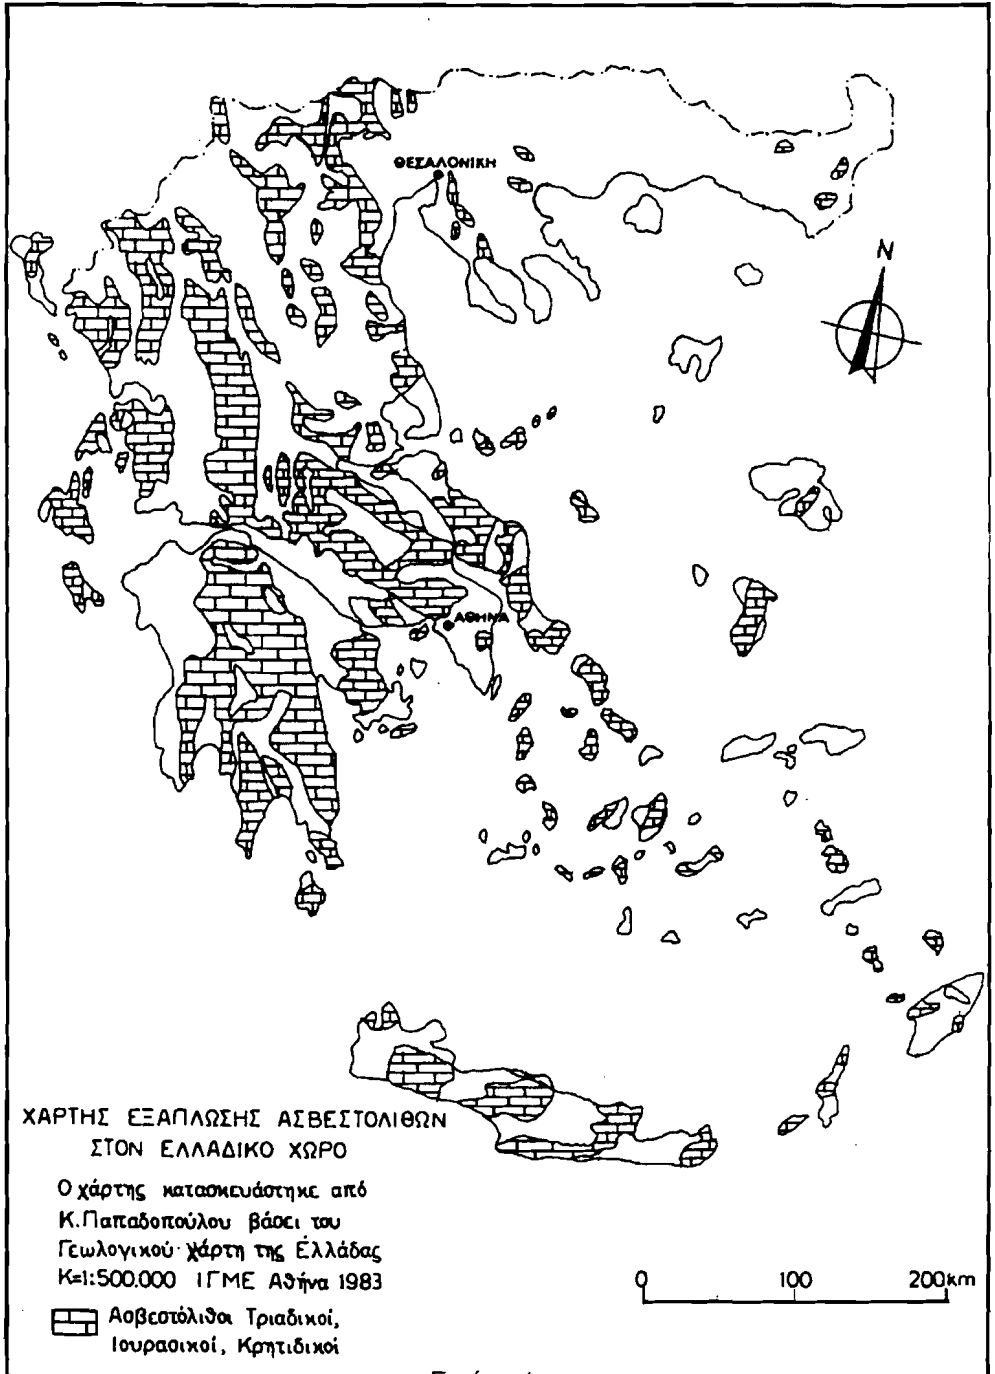 ΘΕΣΑΛΟΝΙΚΗ
N
ΑΘΗΝΑ
ΧΑΡΤΗΣ ΕΞΑΠΛΩΣΗΣ ΑΣΒΕΣΤΟΛΙΘΩΝ
ΣΤΟΝ ΕΛΛΑΔΙΚΟ ΧΩΡΟ
Ο χάρτης κατασκευάστηκε από
Κ.Παπαδοπούλου βάσει του
Γεωλογικού χάρτη της Ελλάδας
Κ=1:500.000 ΙΓΜΕ Αθήνα 1983
0 100 200km
Ασβεστόλιθοι Τριαδικοί,
Ιουρασικοί, Κρητιδικοί